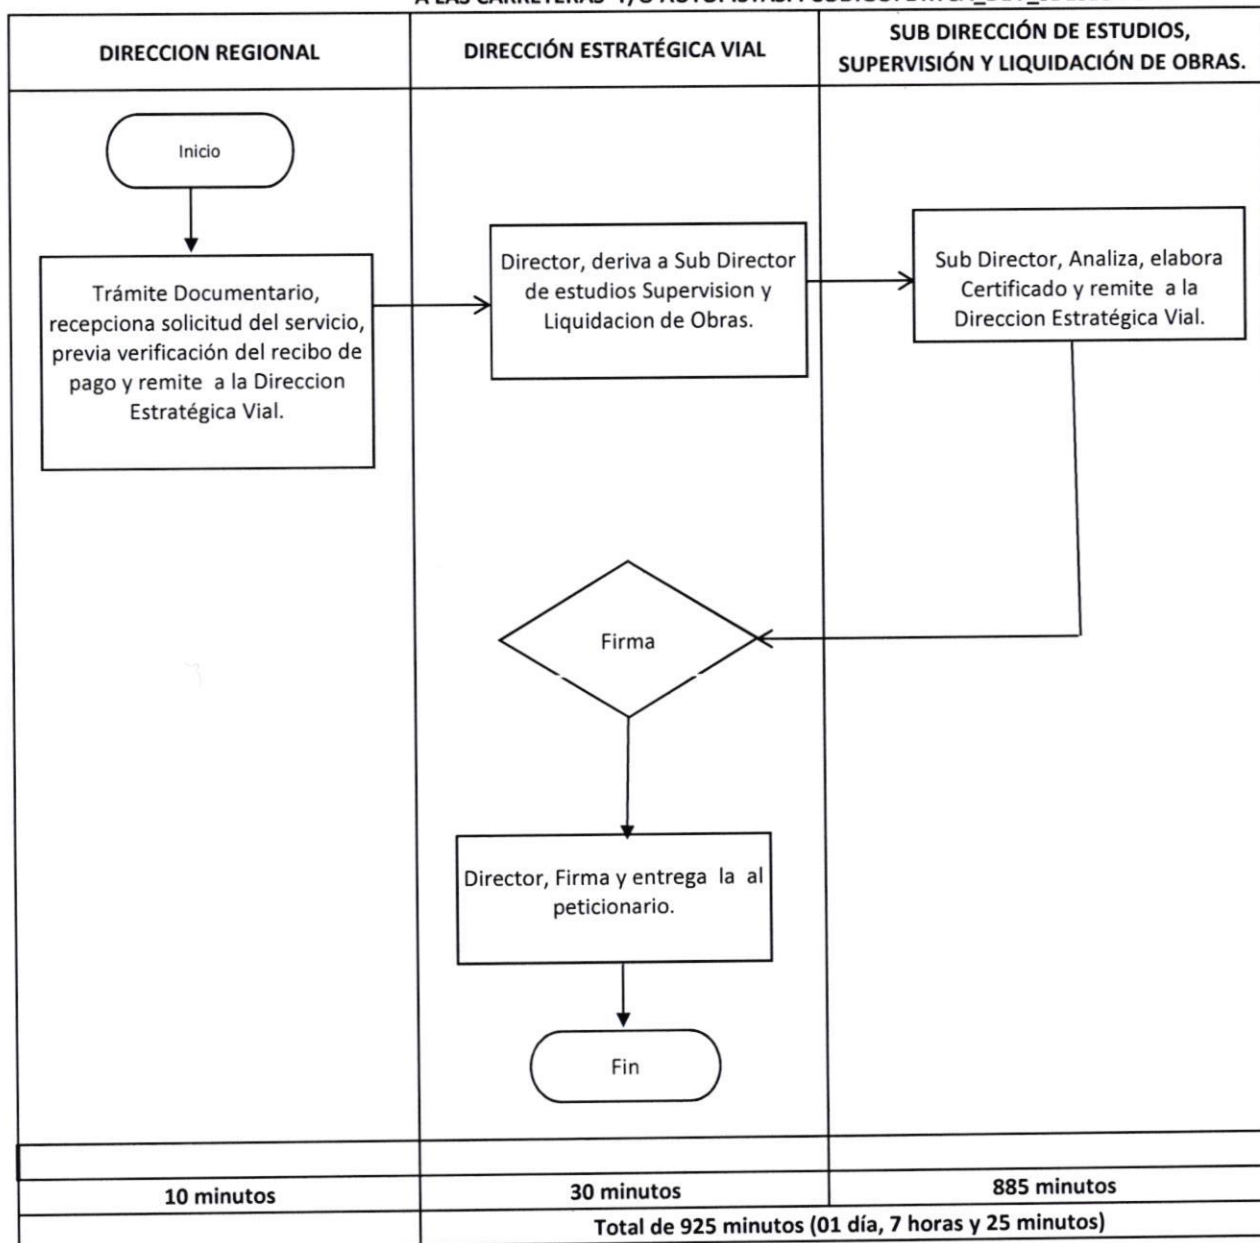 A LAS CARRETERAS Y/O AUTOPISTAS.
DIRECCION REGIONAL
DIRECCIÓN ESTRATÉGICA VIAL
SUB DIRECCIÓN DE ESTUDIOS,
SUPERVISIÓN Y LIQUIDACIÓN DE OBRAS.
Inicio
Trámite Documentario,
recepciona solicitud del servicio,
previa verificación del recibo de
pago y remite a la Direccion
Estratégica Vial.
Director, deriva a Sub Director
de estudios Supervision y
Liquidacion de Obras.
Sub Director, Analiza, elabora
Certificado y remite a la
Direccion Estratégica Vial.
Firma
Director, Firma y entrega la al
peticionario.
Fin
10 minutos
30 minutos
885 minutos
Total de 925 minutos (01 día, 7 horas y 25 minutos)